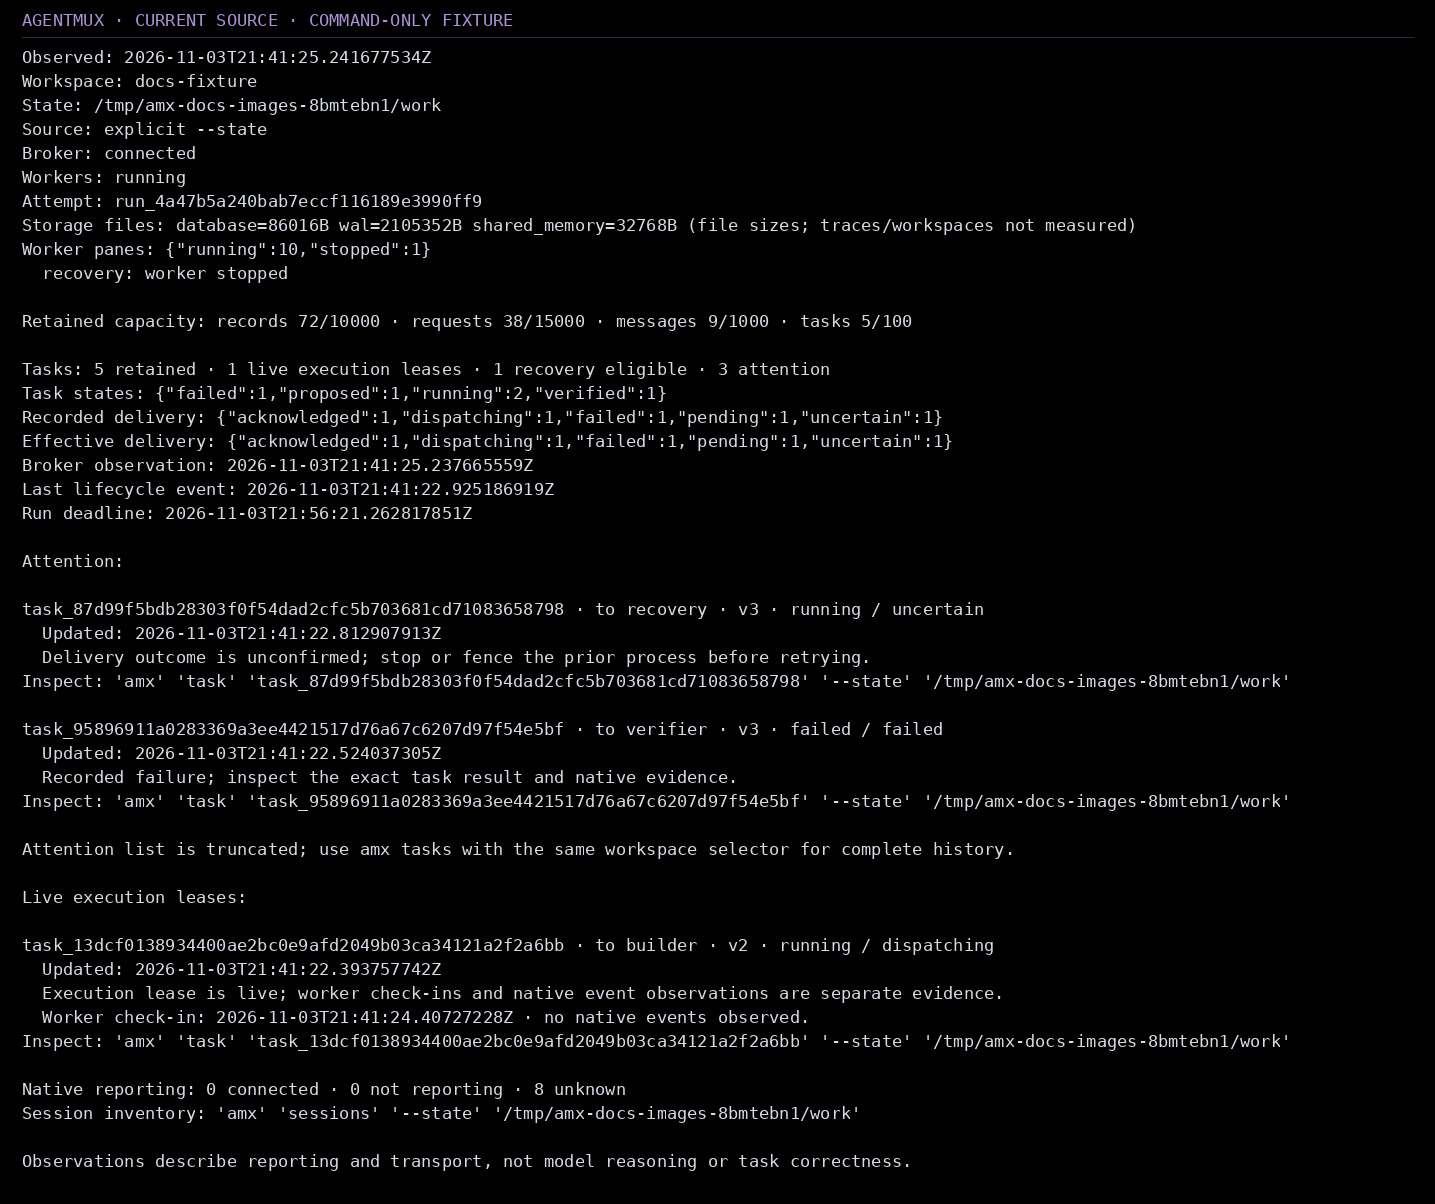 AGENTMUX · CURRENT SOURCE · COMMAND-ONLY FIXTURE
Observed: 2026-11-03T21:41:25.241677534Z
Workspace: docs-fixture
State: /tmp/amx-docs-images-8bmtebn1/work
Source: explicit --state
Broker: connected
Workers: running
Attempt: run_4a47b5a240bab7eccf116189e3990ff9
Storage files: database=86016B wal=2105352B shared_memory=32768B (file sizes; traces/workspaces not measured)
Worker panes: {"running":10,"stopped":1}
  recovery: worker stopped
Retained capacity: records 72/10000 · requests 38/15000 · messages 9/1000 · tasks 5/100
Tasks: 5 retained · 1 live execution leases · 1 recovery eligible · 3 attention
Task states: {"failed":1,"proposed":1,"running":2,"verified":1}
Recorded delivery: {"acknowledged":1,"dispatching":1,"failed":1,"pending":1,"uncertain":1}
Effective delivery: {"acknowledged":1,"dispatching":1,"failed":1,"pending":1,"uncertain":1}
Broker observation: 2026-11-03T21:41:25.237665559Z
Last lifecycle event: 2026-11-03T21:41:22.925186919Z
Run deadline: 2026-11-03T21:56:21.262817851Z
Attention:
task_87d99f5bdb28303f0f54dad2cfc5b703681cd71083658798 · to recovery · v3 · running / uncertain
  Updated: 2026-11-03T21:41:22.812907913Z
  Delivery outcome is unconfirmed; stop or fence the prior process before retrying.
Inspect: 'amx' 'task' 'task_87d99f5bdb28303f0f54dad2cfc5b703681cd71083658798' '--state' '/tmp/amx-docs-images-8bmtebn1/work'
task_95896911a0283369a3ee4421517d76a67c6207d97f54e5bf · to verifier · v3 · failed / failed
  Updated: 2026-11-03T21:41:22.524037305Z
  Recorded failure; inspect the exact task result and native evidence.
Inspect: 'amx' 'task' 'task_95896911a0283369a3ee4421517d76a67c6207d97f54e5bf' '--state' '/tmp/amx-docs-images-8bmtebn1/work'
Attention list is truncated; use amx tasks with the same workspace selector for complete history.
Live execution leases:
task_13dcf0138934400ae2bc0e9afd2049b03ca34121a2f2a6bb · to builder · v2 · running / dispatching
  Updated: 2026-11-03T21:41:22.393757742Z
  Execution lease is live; worker check-ins and native event observations are separate evidence.
  Worker check-in: 2026-11-03T21:41:24.40727228Z · no native events observed.
Inspect: 'amx' 'task' 'task_13dcf0138934400ae2bc0e9afd2049b03ca34121a2f2a6bb' '--state' '/tmp/amx-docs-images-8bmtebn1/work'
Native reporting: 0 connected · 0 not reporting · 8 unknown
Session inventory: 'amx' 'sessions' '--state' '/tmp/amx-docs-images-8bmtebn1/work'
Observations describe reporting and transport, not model reasoning or task correctness.